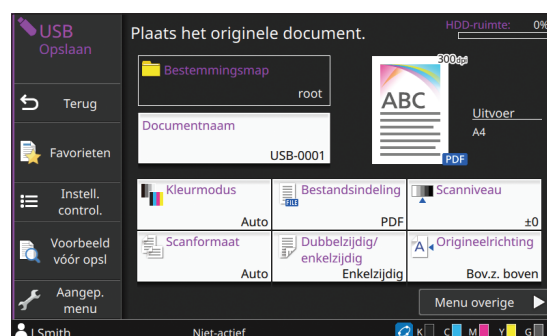 USB
Opslaan
Plaats het originele document.
HDD-ruimte: 0%
Bestemmingsmap
root
Documentnaam
USB-0001
300dpi
ABC
PDF
Uitvoer
A4
Terug
Favorieten
Instell.
control.
Voorbeeld
vóór opsl
Aangep.
menu
Kleurmodus
Auto
Bestandsindeling
FILE
PDF
Scanniveau
±0
Scanformaat
Auto
Dubbelzijdig/
enkelzijdig
Enkelzijdig
A
Origineelrichting
Bov.z. boven
Menu overige
J.Smith
Niet-actief
K C M Y G